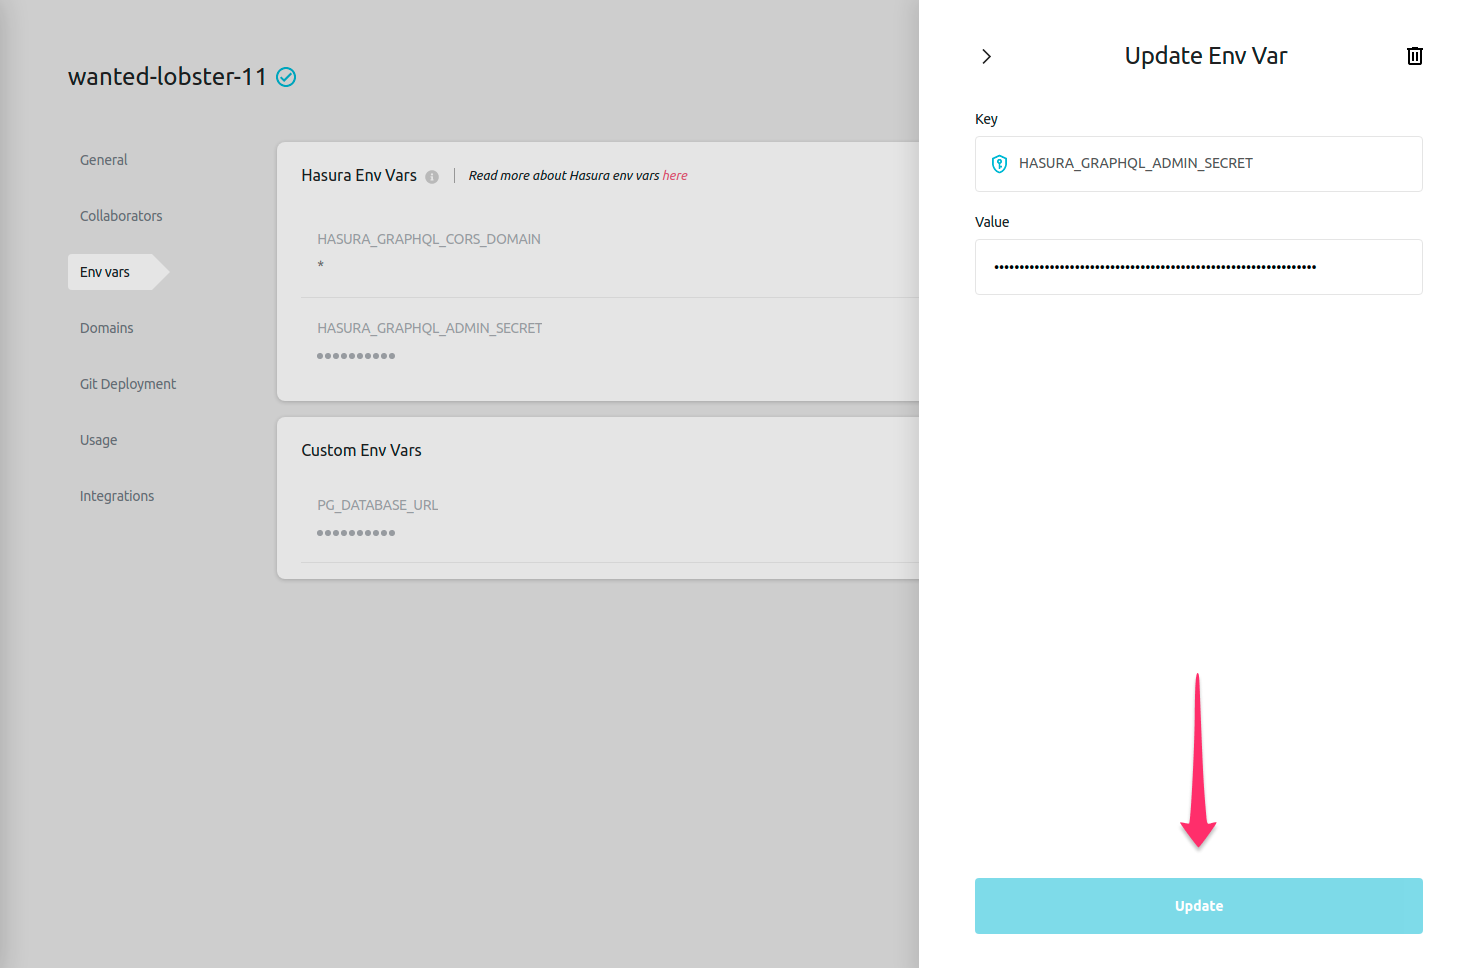 wanted-lobster-11
General
Collaborators
Env vars
Domains
Git Deployment
Usage
Integrations
Hasura Env Vars
Read more about Hasura env vars here
HASURA_GRAPHQL_CORS_DOMAIN
*
HASURA_GRAPHQL_ADMIN_SECRET
••••••••••
Custom Env Vars
PG_DATABASE_URL
••••••••••
Update Env Var
Key
HASURA_GRAPHQL_ADMIN_SECRET
Value
••••••••••••••••••••••••••••••••••••••••••••••••••••••••••••••••
Update